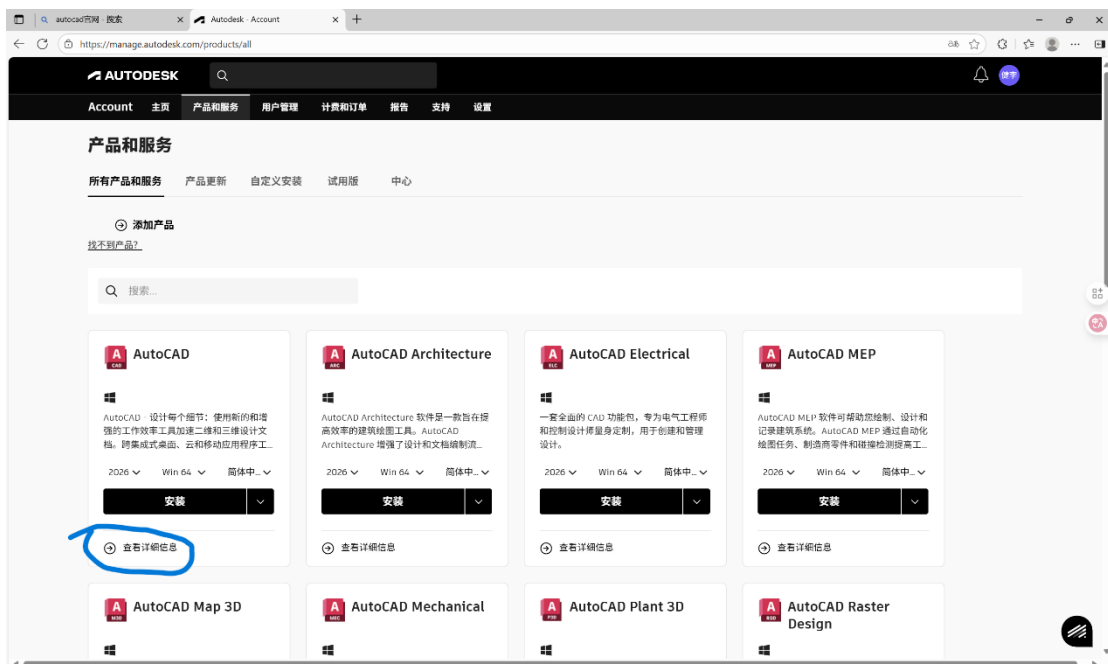 autocad官网 - 搜索
Autodesk - Account
https://manage.autodesk.com/products/all
AUTODESK
健李
Account 主页 产品和服务 用户管理 计费和订单 报告 支持 设置
产品和服务
所有产品和服务 产品更新 自定义安装 试用版 中心
添加产品
找不到产品?
搜索...
A CAD AutoCAD
A ARC AutoCAD Architecture
A ELC AutoCAD Electrical
A MEP AutoCAD MEP
AutoCAD - 设计每个细节：使用新的和增
强的工作效率工具加速二维和三维设计文
档。跨集成式桌面、云和移动应用程序工...
AutoCAD Architecture 软件是一款旨在提
高效率的建筑绘图工具。AutoCAD
Architecture 增强了设计和文档编制流...
一套全面的 CAD 功能包，专为电气工程师
和控制设计师量身定制，用于创建和管理
设计。
AutoCAD MEP 软件可帮助您绘制、设计和
记录建筑系统。AutoCAD MEP 通过自动化
绘图任务、制造商零件和碰撞检测提高工...
2026 Win 64 简体中...
2026 Win 64 简体中...
2026 Win 64 简体中...
2026 Win 64 简体中...
安装
安装
安装
安装
查看详细信息
查看详细信息
查看详细信息
查看详细信息
A M3D AutoCAD Map 3D
A MEC AutoCAD Mechanical
A P3D AutoCAD Plant 3D
A RSD AutoCAD Raster
Design